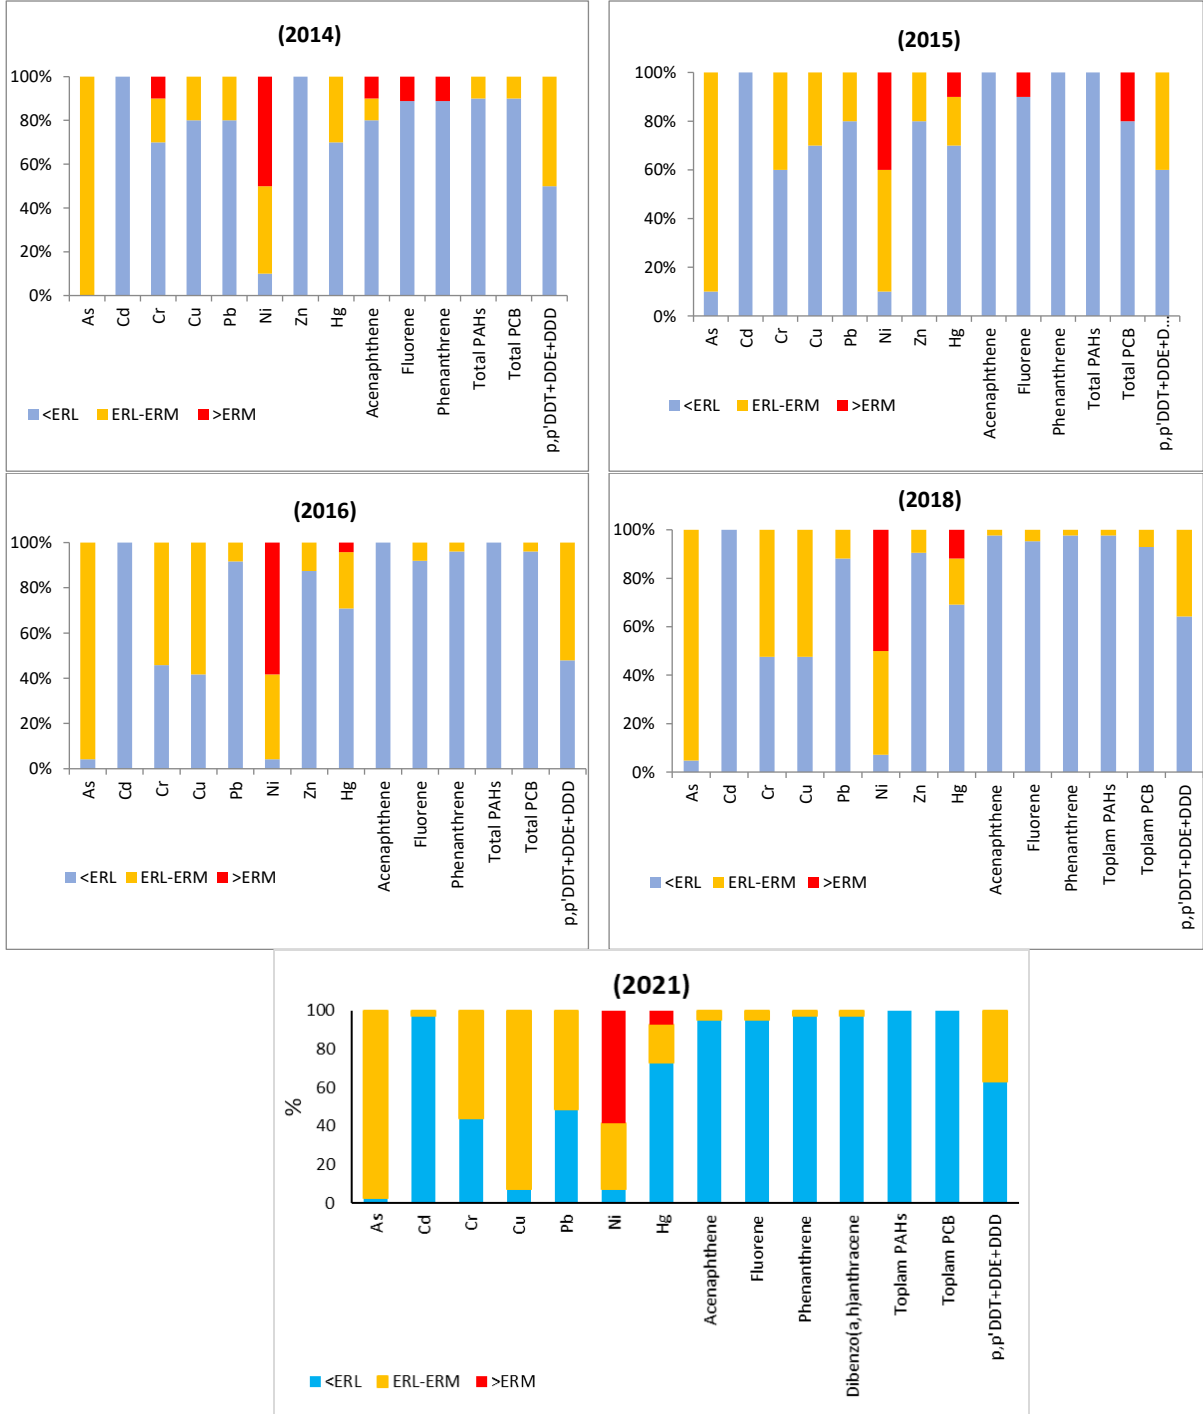 (2014)
100%
80%
60%
40%
20%
0%
As
Cd
Cr
Cu
Pb
Ni
Zn
Hg
Acenaphthene
Fluorene
Phenanthrene
Total PAHs
Total PCB
p,p'DDT+DDE+DDD
<ERL ERL-ERM >ERM
(2015)
100%
80%
60%
40%
20%
0%
As
Cd
Cr
Cu
Pb
Ni
Zn
Hg
Acenaphthene
Fluorene
Phenanthrene
Total PAHs
Total PCB
p,p'DDT+DDE+D...
<ERL ERL-ERM >ERM
(2016)
100%
80%
60%
40%
20%
0%
As
Cd
Cr
Cu
Pb
Ni
Zn
Hg
Acenaphthene
Fluorene
Phenanthrene
Total PAHs
Total PCB
p,p'DDT+DDE+DDD
<ERL ERL-ERM >ERM
(2018)
100%
80%
60%
40%
20%
0%
As
Cd
Cr
Cu
Pb
Ni
Zn
Hg
Acenaphthene
Fluorene
Phenanthrene
Toplam PAHs
Toplam PCB
p,p'DDT+DDE+DDD
<ERL ERL-ERM >ERM
(2021)
%
100
80
60
40
20
0
As
Cd
Cr
Cu
Pb
Ni
Hg
Acenaphthene
Fluorene
Phenanthrene
Dibenzo(a,h)anthracene
Toplam PAHs
Toplam PCB
p,p'DDT+DDE+DDD
<ERL ERL-ERM >ERM